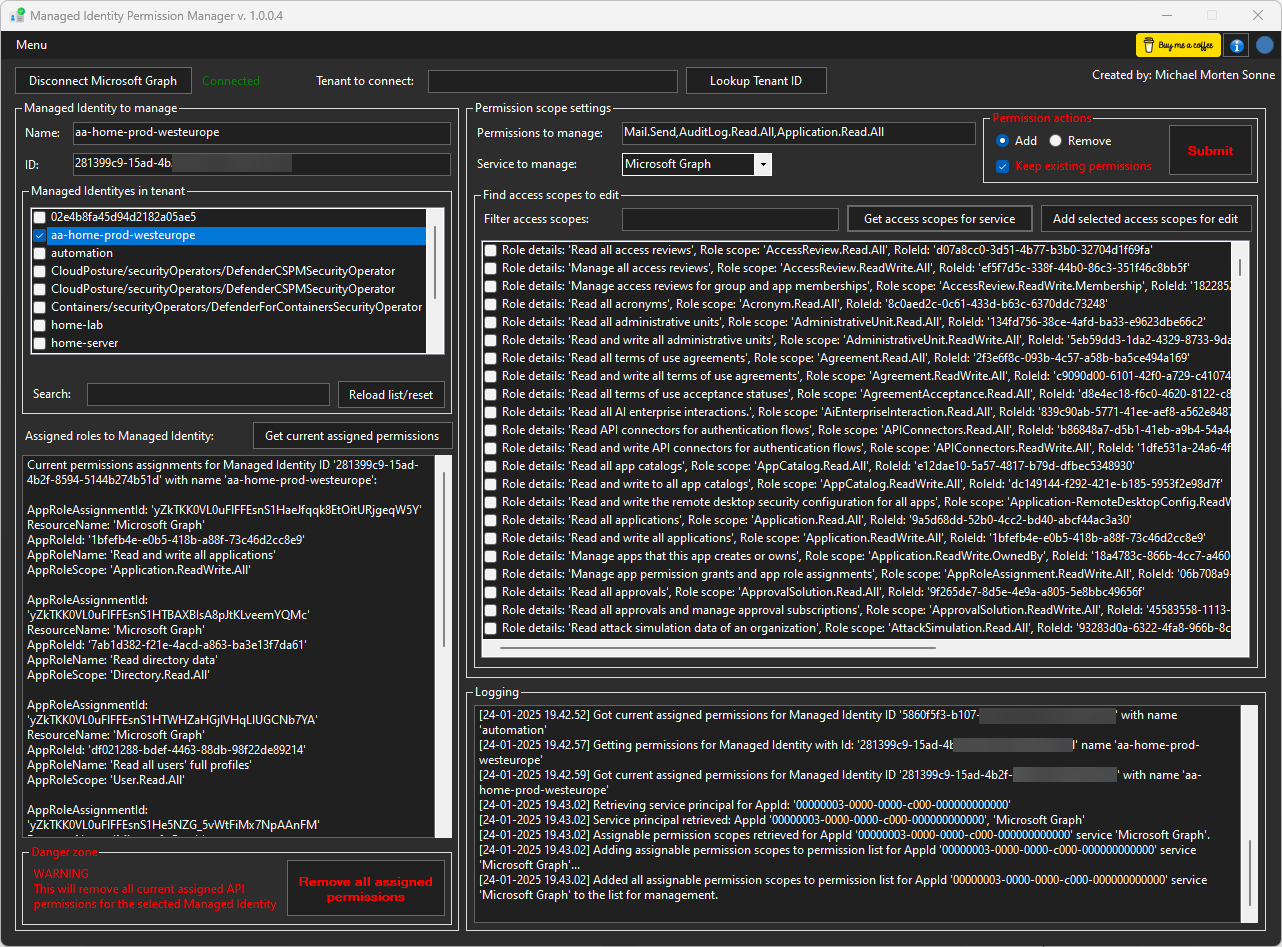 Managed Identity Permission Manager v. 1.0.0.4
Menu
Buy me a coffee
Disconnect Microsoft Graph
Connected
Tenant to connect:
Lookup Tenant ID
Created by: Michael Morten Sonne
Managed Identity to manage
Name:
aa-home-prod-westeurope
ID:
281399c9-15ad-4b
Managed Identityes in tenant
02e4b8fa45d94d2182a05ae5
aa-home-prod-westeurope
automation
CloudPosture/securityOperators/DefenderCSPMSecurityOperator
CloudPosture/securityOperators/DefenderCSPMSecurityOperator
Containers/securityOperators/DefenderForContainersSecurityOperator
home-lab
home-server
Search:
Reload list/reset
Assigned roles to Managed Identity:
Get current assigned permissions
Current permissions assignments for Managed Identity ID '281399c9-15ad-
4b2f-8594-5144b274b51d' with name 'aa-home-prod-westeurope':
AppRoleAssignmentId: 'yZkTKK0VL0uFIFFEsnS1HaeJfqqk8EtOitURjgeqW5Y'
ResourceName: 'Microsoft Graph'
AppRoleId: '1bfefb4e-e0b5-418b-a88f-73c46d2cc8e9'
AppRoleName: 'Read and write all applications'
AppRoleScope: 'Application.ReadWrite.All'
AppRoleAssignmentId:
'yZkTKK0VL0uFIFFEsnS1HTBAXBIsA8pJtKLveemYQMc'
ResourceName: 'Microsoft Graph'
AppRoleId: '7ab1d382-f21e-4acd-a863-ba3e13f7da61'
AppRoleName: 'Read directory data'
AppRoleScope: 'Directory.Read.All'
AppRoleAssignmentId:
'yZkTKK0VL0uFIFFEsnS1HTWHZaHGjIVHqLIUGCNb7YA'
ResourceName: 'Microsoft Graph'
AppRoleId: 'df021288-bdef-4463-88db-98f22de89214'
AppRoleName: 'Read all users' full profiles'
AppRoleScope: 'User.Read.All'
AppRoleAssignmentId:
'yZkTKK0VL0uFIFFEsnS1He5NZG_5vWtFiMx7NpAAnFM'
Danger zone
WARNING
This will remove all current assigned API
permissions for the selected Managed Identity
Remove all assigned
permissions
Permission scope settings
Permissions to manage:
Mail.Send,AuditLog.Read.All,Application.Read.All
Service to manage:
Microsoft Graph
Permission actions
Add
Remove
Keep existing permissions
Submit
Find access scopes to edit
Filter access scopes:
Get access scopes for service
Add selected access scopes for edit
Role details: 'Read all access reviews', Role scope: 'AccessReview.Read.All', RoleId: 'd07a8cc0-3d51-4b77-b3b0-32704d1f69fa'
Role details: 'Manage all access reviews', Role scope: 'AccessReview.ReadWrite.All', RoleId: 'ef5f7d5c-338f-44b0-86c3-351f46c8bb5f'
Role details: 'Manage access reviews for group and app memberships', Role scope: 'AccessReview.ReadWrite.Membership', RoleId: '1822852
Role details: 'Read all acronyms', Role scope: 'Acronym.Read.All', RoleId: '8c0aed2c-0c61-433d-b63c-6370ddc73248'
Role details: 'Read all administrative units', Role scope: 'AdministrativeUnit.Read.All', RoleId: '134fd756-38ce-4afd-ba33-e9623dbe66c2'
Role details: 'Read and write all administrative units', Role scope: 'AdministrativeUnit.ReadWrite.All', RoleId: '5eb59dd3-1da2-4329-8733-9da
Role details: 'Read all terms of use agreements', Role scope: 'Agreement.Read.All', RoleId: '2f3e6f8c-093b-4c57-a58b-ba5ce494a169'
Role details: 'Read and write all terms of use agreements', Role scope: 'Agreement.ReadWrite.All', RoleId: 'c9090d00-6101-42f0-a729-c41074
Role details: 'Read all terms of use acceptance statuses', Role scope: 'AgreementAcceptance.Read.All', RoleId: 'd8e4ec18-f6c0-4620-8122-c8
Role details: 'Read all AI enterprise interactions.', Role scope: 'AiEnterpriseInteraction.Read.All', RoleId: '839c90ab-5771-41ee-aef8-a562e8487
Role details: 'Read API connectors for authentication flows', Role scope: 'APIConnectors.Read.All', RoleId: 'b86848a7-d5b1-41eb-a9b4-54a4e
Role details: 'Read and write API connectors for authentication flows', Role scope: 'APIConnectors.ReadWrite.All', RoleId: '1dfe531a-24a6-4f
Role details: 'Read all app catalogs', Role scope: 'AppCatalog.Read.All', RoleId: 'e12dae10-5a57-4817-b79d-dfbec5348930'
Role details: 'Read and write to all app catalogs', Role scope: 'AppCatalog.ReadWrite.All', RoleId: 'dc149144-f292-421e-b185-5953f2e98d7f'
Role details: 'Read and write the remote desktop security configuration for all apps', Role scope: 'Application-RemoteDesktopConfig.ReadW
Role details: 'Read all applications', Role scope: 'Application.Read.All', RoleId: '9a5d68dd-52b0-4cc2-bd40-abcf44ac3a30'
Role details: 'Read and write all applications', Role scope: 'Application.ReadWrite.All', RoleId: '1bfefb4e-e0b5-418b-a88f-73c46d2cc8e9'
Role details: 'Manage apps that this app creates or owns', Role scope: 'Application.ReadWrite.OwnedBy', RoleId: '18a4783c-866b-4cc7-a460
Role details: 'Manage app permission grants and app role assignments', Role scope: 'AppRoleAssignment.ReadWrite.All', RoleId: '06b708a9-
Role details: 'Read all approvals', Role scope: 'ApprovalSolution.Read.All', RoleId: '9f265de7-8d5e-4e9a-a805-5e8bbc49656f'
Role details: 'Read all approvals and manage approval subscriptions', Role scope: 'ApprovalSolution.ReadWrite.All', RoleId: '45583558-1113-
Role details: 'Read attack simulation data of an organization', Role scope: 'AttackSimulation.Read.All', RoleId: '93283d0a-6322-4fa8-966b-8c
Logging
[24-01-2025 19.42.52] Got current assigned permissions for Managed Identity ID '5860f5f3-b107- ' with name
'automation'
[24-01-2025 19.42.57] Getting permissions for Managed Identity with Id: '281399c9-15ad-4b ' name 'aa-home-prod-
westeurope'
[24-01-2025 19.42.59] Got current assigned permissions for Managed Identity ID '281399c9-15ad-4b2f- ' with name 'aa-
home-prod-westeurope'
[24-01-2025 19.43.02] Retrieving service principal for AppId: '00000003-0000-0000-c000-000000000000'
[24-01-2025 19.43.02] Service principal retrieved: AppId '00000003-0000-0000-c000-000000000000', 'Microsoft Graph'
[24-01-2025 19.43.02] Assignable permission scopes retrieved for AppId '00000003-0000-0000-c000-000000000000' service 'Microsoft Graph'.
[24-01-2025 19.43.02] Adding assignable permission scopes to permission list for AppId '00000003-0000-0000-c000-000000000000' service
'Microsoft Graph'...
[24-01-2025 19.43.02] Added all assignable permission scopes to permission list for AppId '00000003-0000-0000-c000-000000000000' service
'Microsoft Graph' to the list for management.